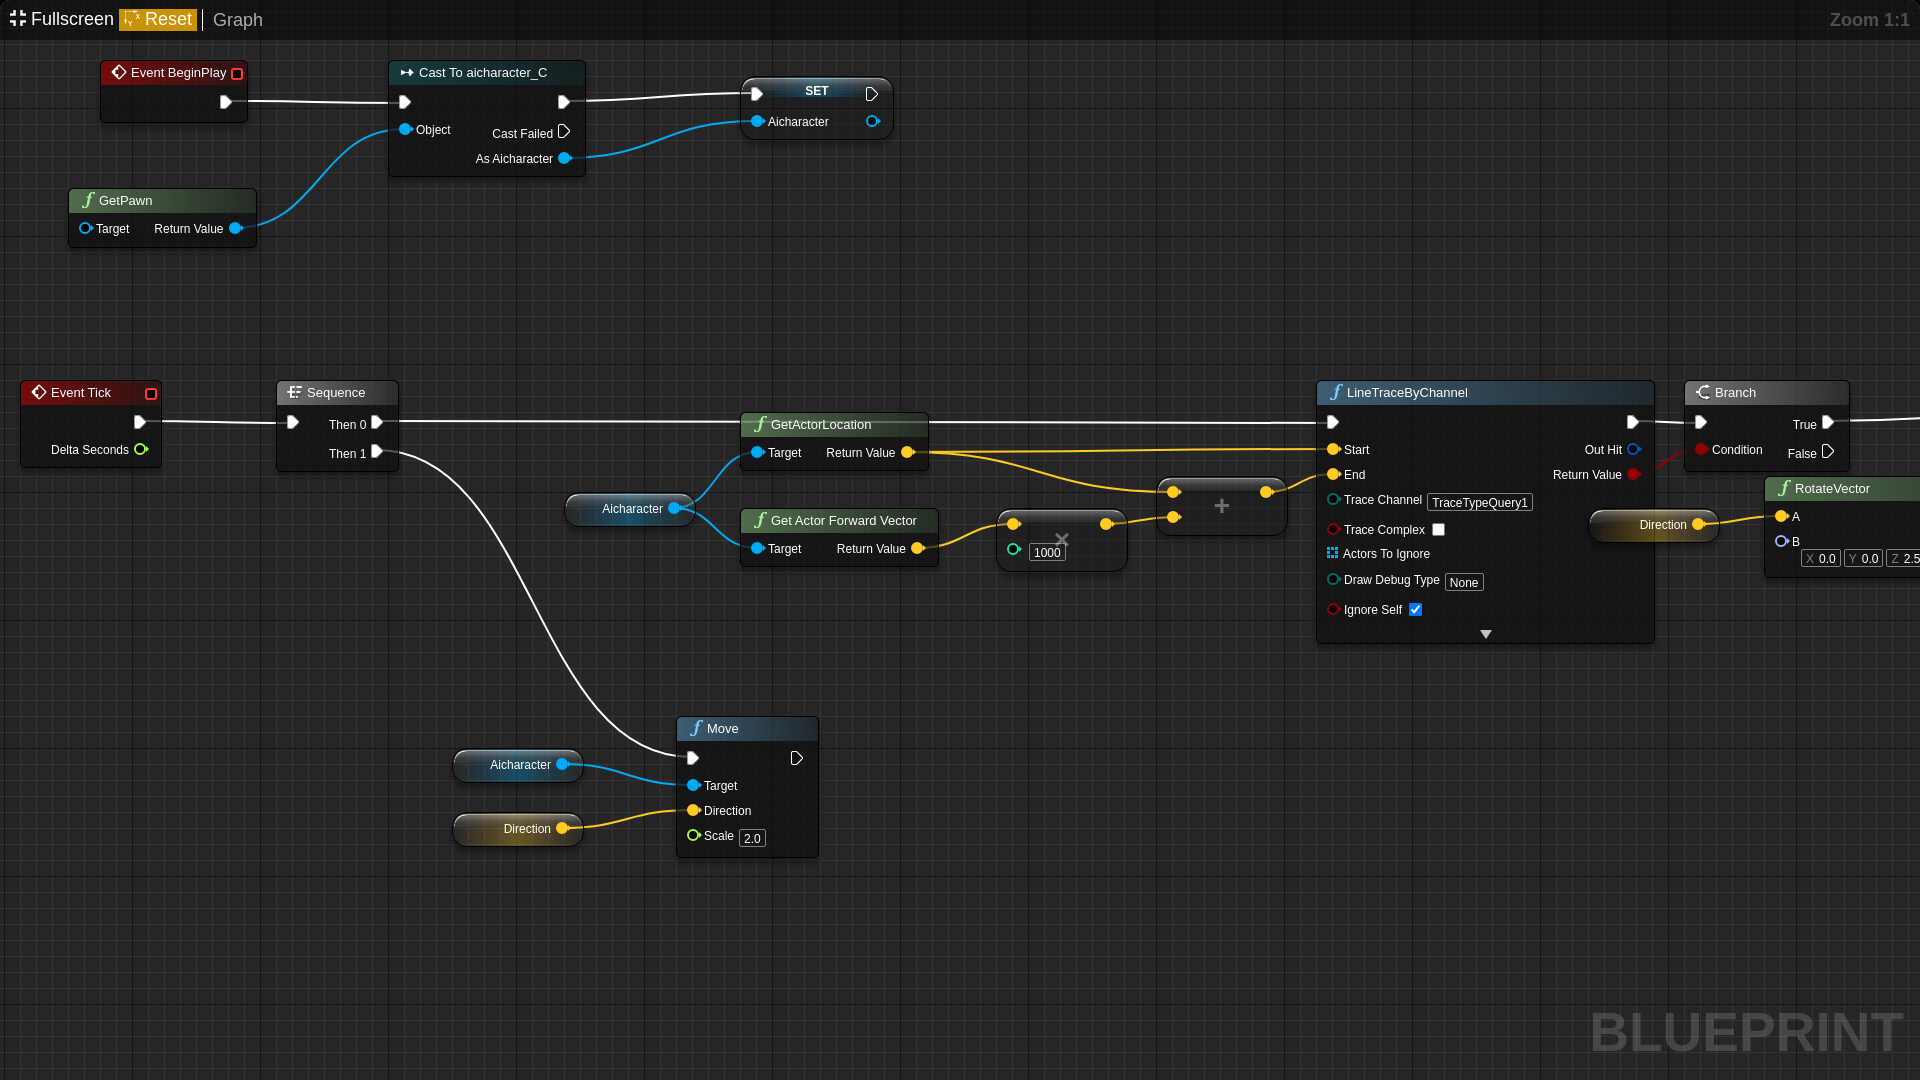 Fullscreen Reset Graph Zoom 1:1
Event BeginPlay
Cast To aicharacter_C
Object
Cast Failed
As Aicharacter
SET
Aicharacter
GetPawn
Target Return Value
Event Tick
Delta Seconds
Sequence
Then 0
Then 1
GetActorLocation
Target Return Value
Aicharacter
Get Actor Forward Vector
Target Return Value
1000
LineTraceByChannel
Start Out Hit
End Return Value
Trace Channel TraceTypeQuery1
Trace Complex
Actors To Ignore
Draw Debug Type None
Ignore Self
Branch
True
Condition False
Direction
RotateVector
A
B
X 0.0 Y 0.0 Z 2.5
Move
Target
Direction
Scale 2.0
Aicharacter
Direction
BLUEPRINT